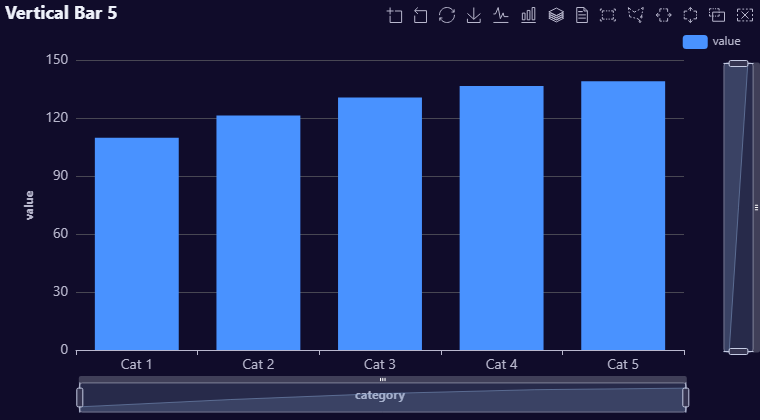 Vertical Bar 5
value
150
120
90
60
30
0
value
Cat 1 Cat 2 Cat 3 Cat 4 Cat 5
category